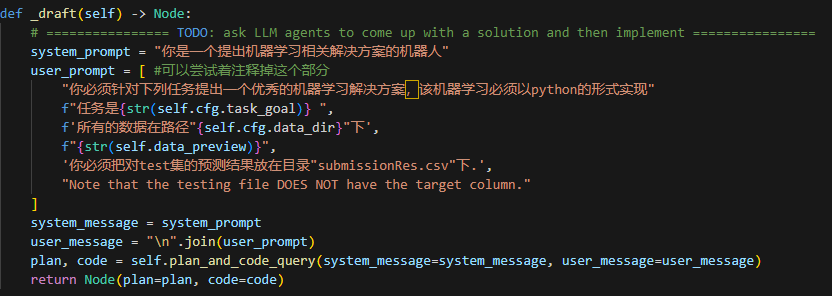 def _draft(self) -> Node:
    # ================ TODO: ask LLM agents to come up with a solution and then implement ================
    system_prompt = "你是一个提出机器学习相关解决方案的机器人"
    user_prompt = [ #可以尝试着注释掉这个部分
        "你必须针对下列任务提出一个优秀的机器学习解决方案，该机器学习必须以python的形式实现"
        f"任务是{str(self.cfg.task_goal)} ",
        f'所有的数据在路径"{self.cfg.data_dir}"下',
        f"{str(self.data_preview)}",
        '你必须把对test集的预测结果放在目录"submissionRes.csv"下.',
        "Note that the testing file DOES NOT have the target column."
    ]
    system_message = system_prompt
    user_message = "\n".join(user_prompt)
    plan, code = self.plan_and_code_query(system_message=system_message, user_message=user_message)
    return Node(plan=plan, code=code)